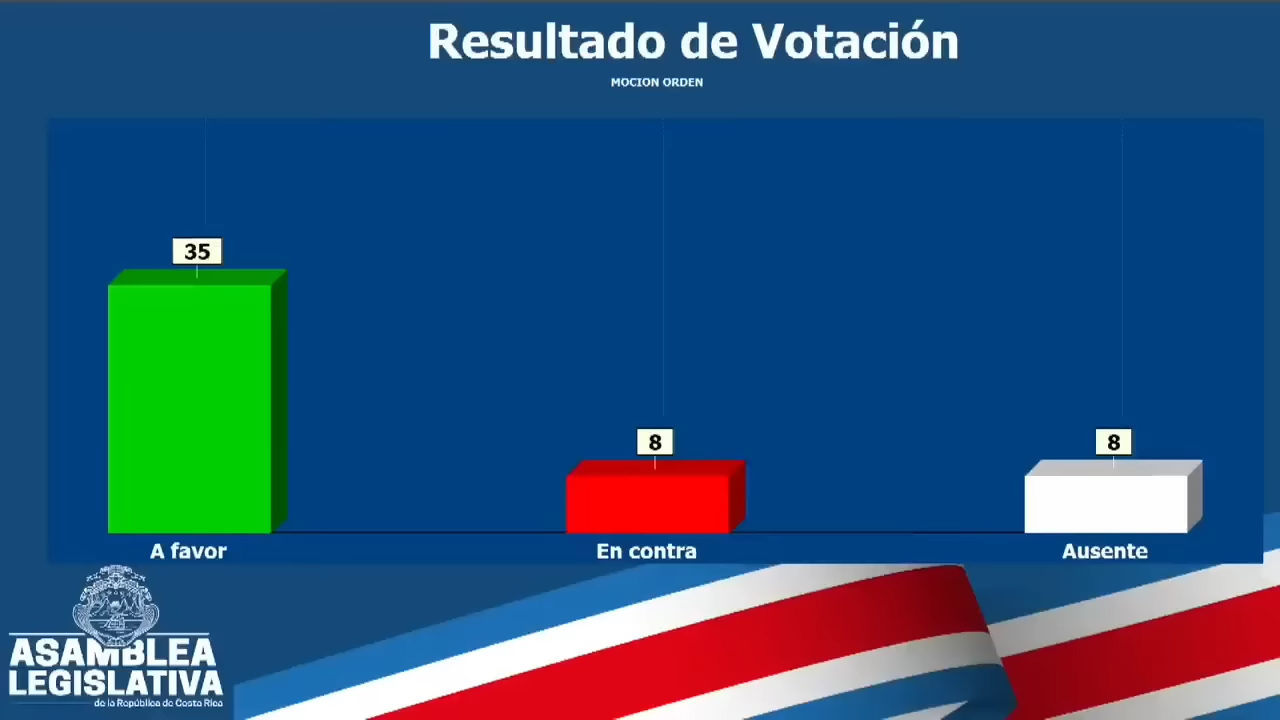 Resultado de Votación
MOCION ORDEN
35
8
8
A favor
En contra
Ausente
ASAMBLEA
LEGISLATIVA
de la República de Costa Rica